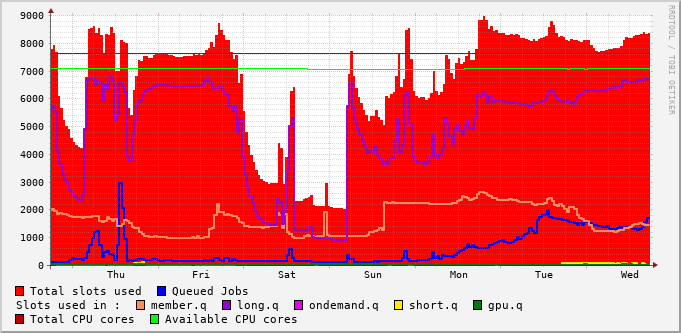 9000
8000
7000
6000
5000
4000
3000
2000
1000
0
Thu Fri Sat Sun Mon Tue Wed
RRDTOOL / TOBI OETIKER
Total slots used Queued Jobs
Slots used in : member.q long.q ondemand.q short.q gpu.q
Total CPU cores Available CPU cores